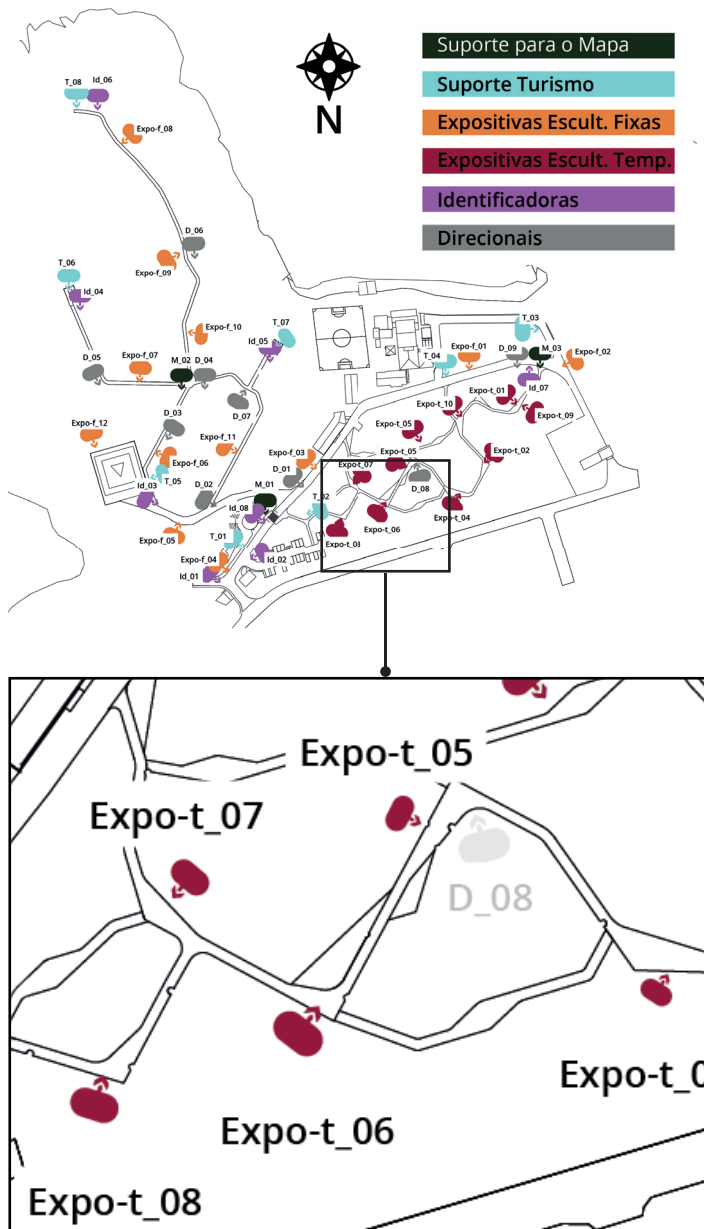 N
Suporte para o Mapa
Suporte Turismo
Expositivas Escult. Fixas
Expositivas Escult. Temp.
Identificadoras
Direcionais
T_08
Id_06
Expo-f_08
D_06
Expo-f_09
T_06
Id_04
Expo-f_10
T_07
Id_05
T_03
D_05
Expo-f_07
M_02
D_04
T_04
Expo-f_01
D_09
M_03
Expo-f_02
Id_07
D_03
D_07
Expo-t_10
Expo-t_01
Expo-t_09
Expo-f_12
Expo-f_11
Expo-t_05
Expo-t_02
Expo-f_06
T_05
Expo-f_03
D_01
Expo-t_05
Expo-t_07
D_08
Id_03
D_02
M_01
Id_08
T_02
Expo-t_04
Expo-f_05
T_01
Expo-t_06
Expo-t_08
Expo-f_04
Id_02
Id_01
Expo-t_05
Expo-t_07
D_08
Expo-t_0
Expo-t_06
Expo-t_08